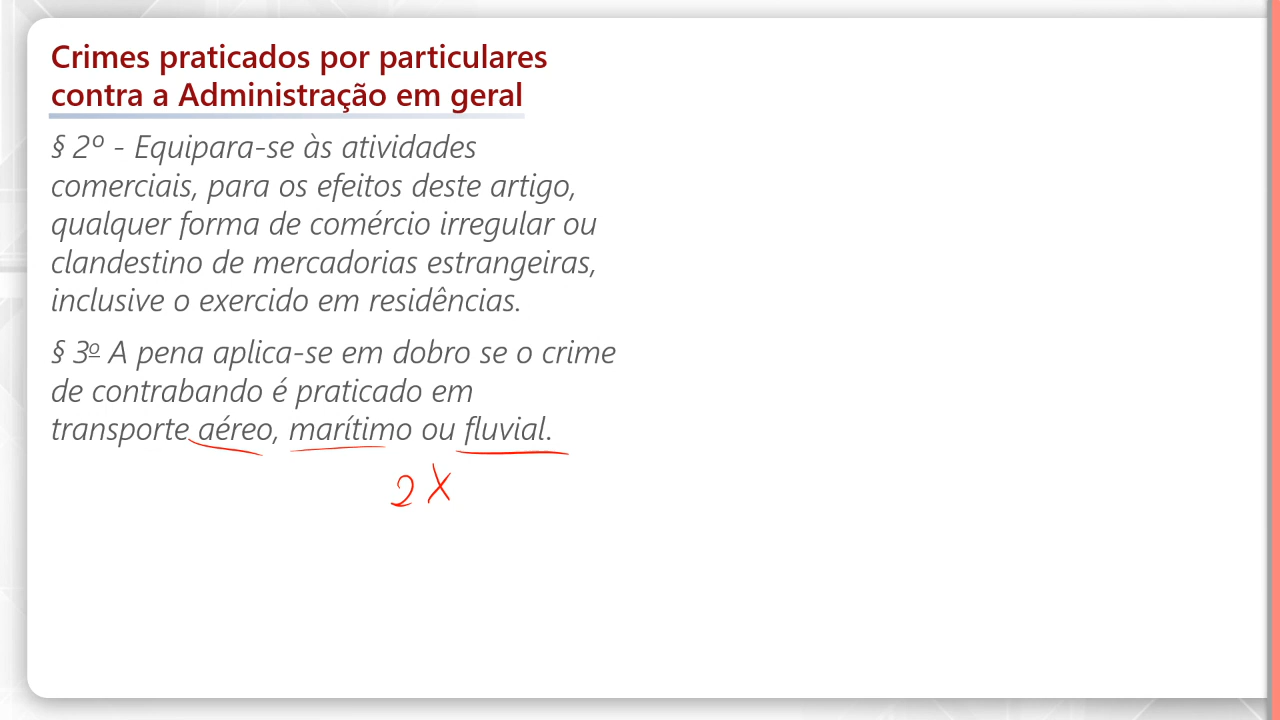 Crimes praticados por particulares
contra a Administração em geral
§ 2º - Equipara-se às atividades
comerciais, para os efeitos deste artigo,
qualquer forma de comércio irregular ou
clandestino de mercadorias estrangeiras,
inclusive o exercido em residências.
§ 3º A pena aplica-se em dobro se o crime
de contrabando é praticado em
transporte aéreo, marítimo ou fluvial.
2 X